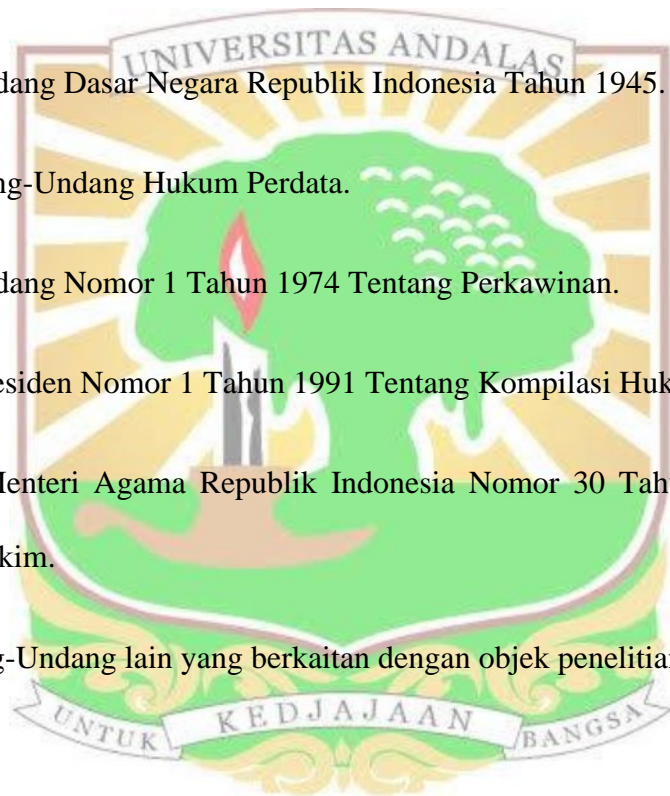 UNIVERSITAS ANDALAS
dang Dasar Negara Republik Indonesia Tahun 1945.
ng-Undang Hukum Perdata.
dang Nomor 1 Tahun 1974 Tentang Perkawinan.
esiden Nomor 1 Tahun 1991 Tentang Kompilasi Huk
Menteri Agama Republik Indonesia Nomor 30 Tah
kim.
g-Undang lain yang berkaitan dengan objek penelitian
UNTUK KEDJAJAAN BANGSA